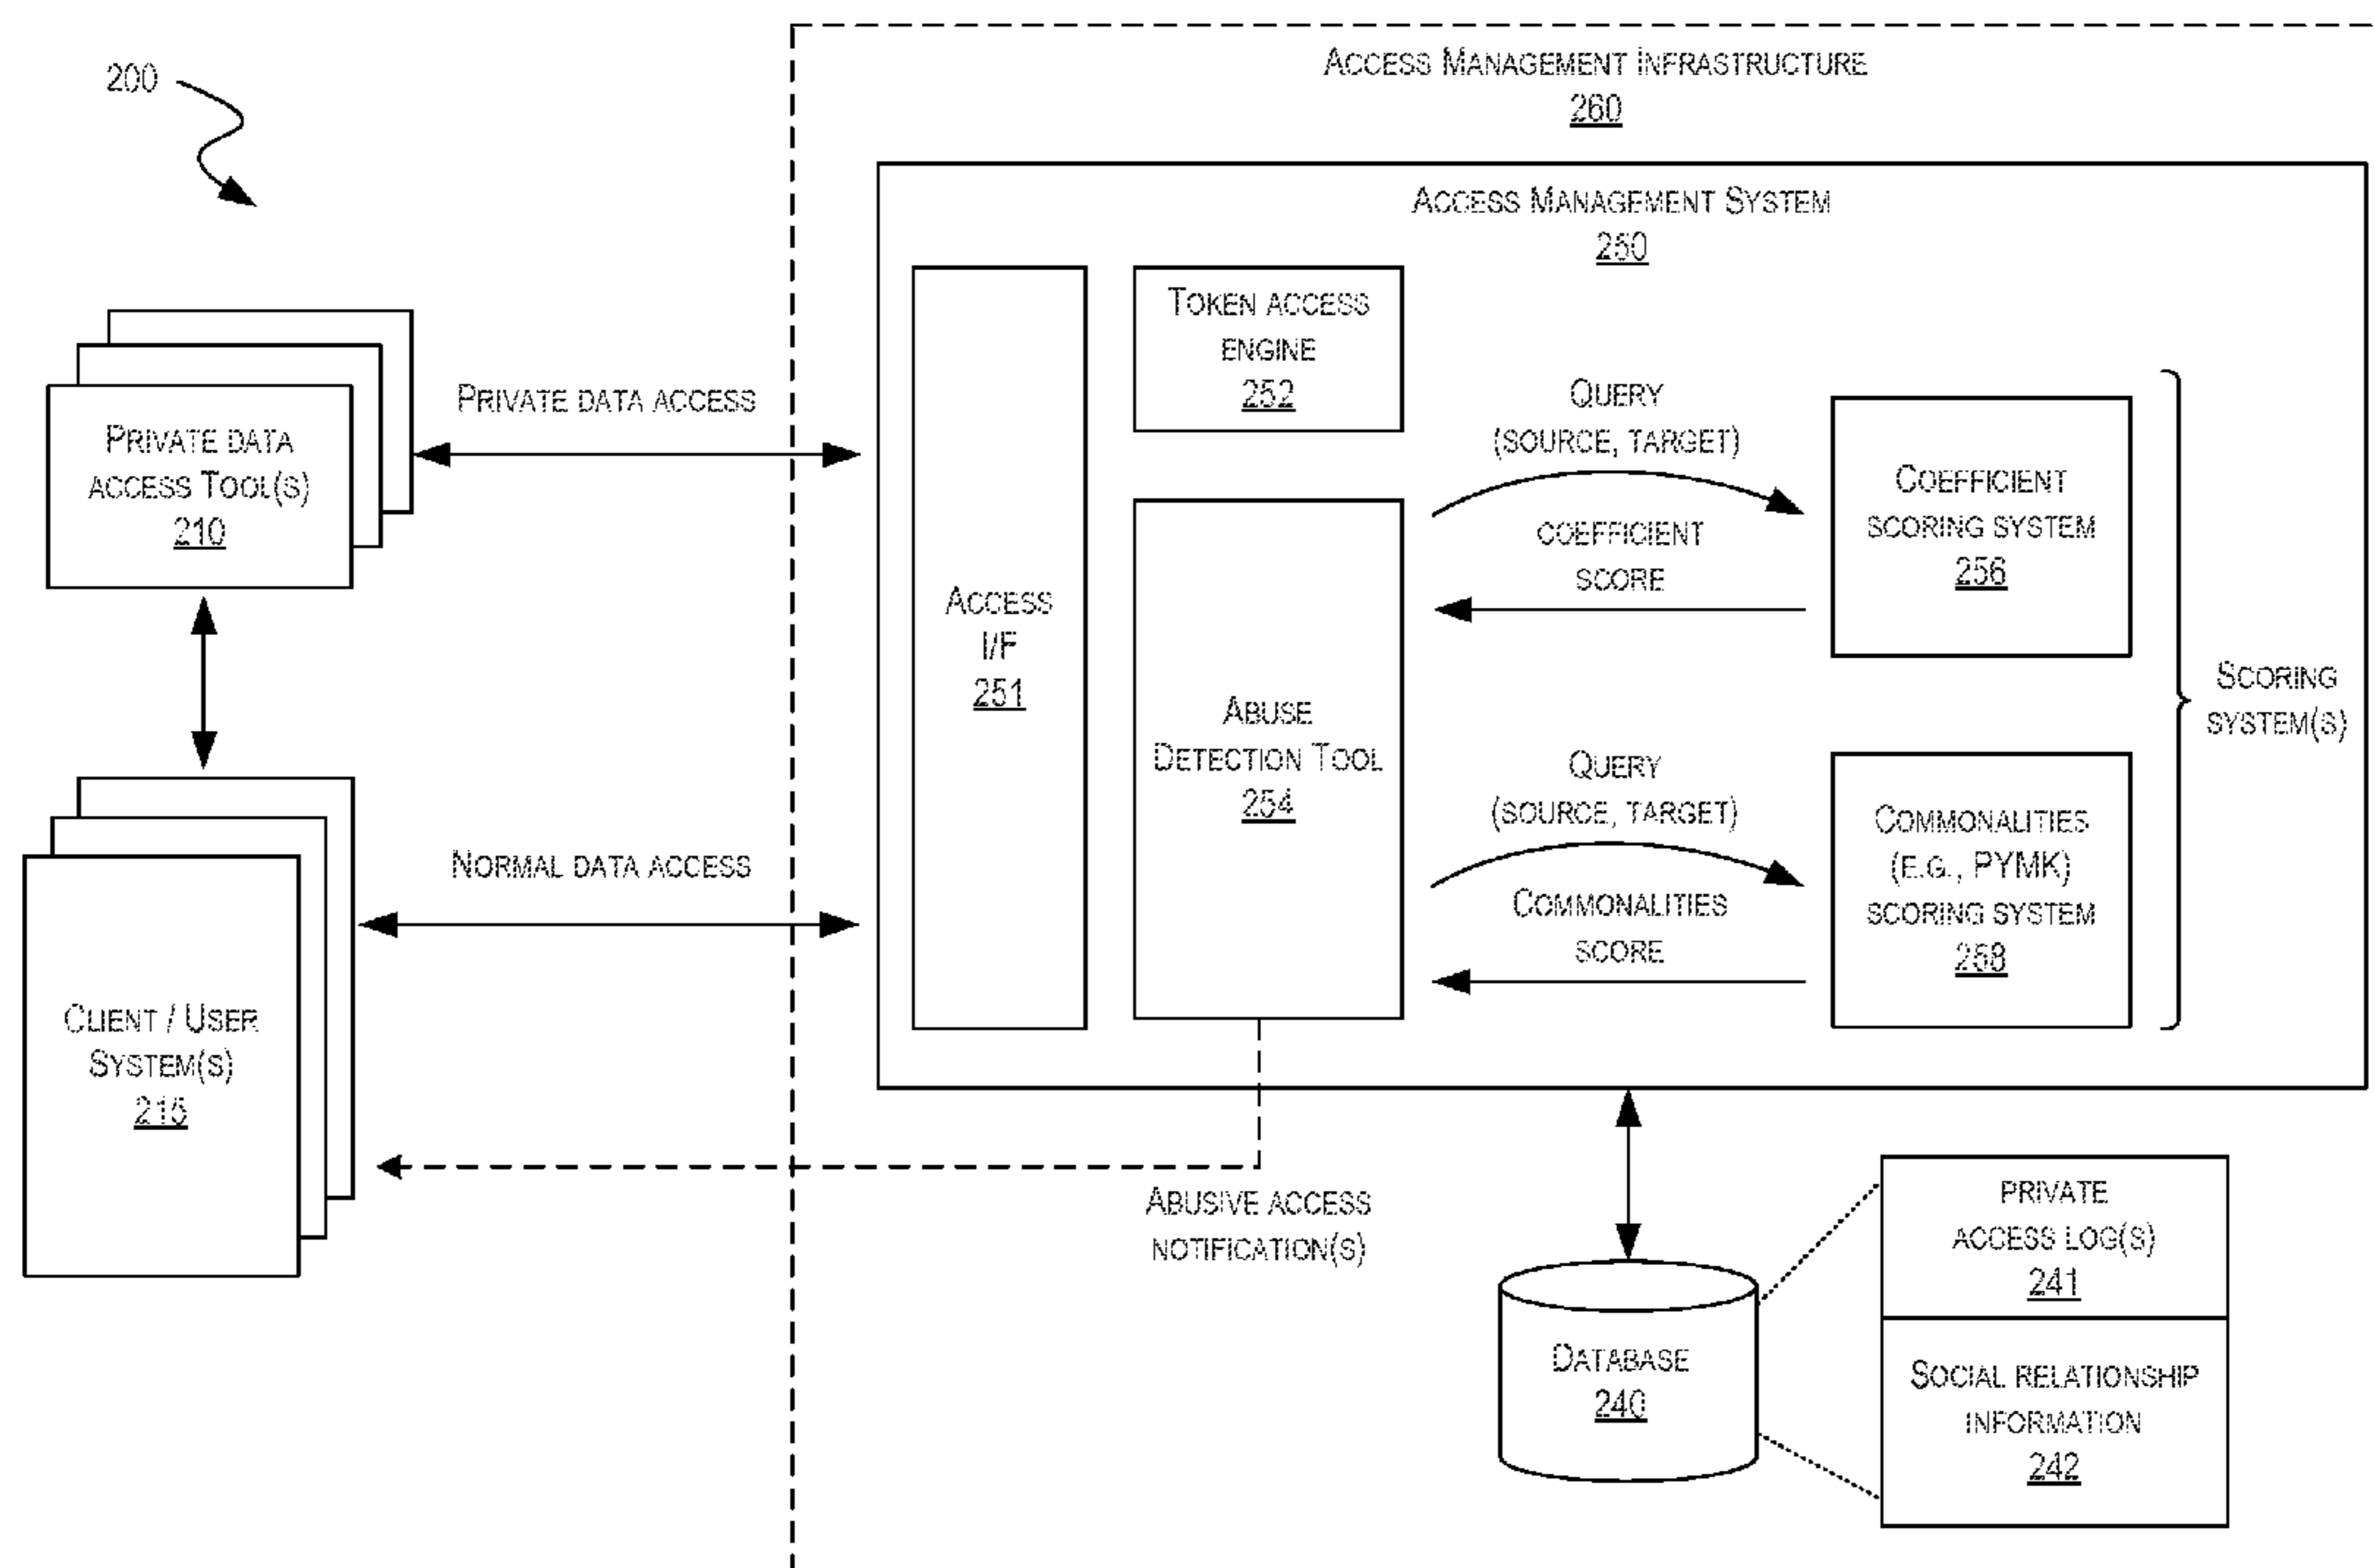 200
ACCESS MANAGEMENT INFRASTRUCTURE
260
ACCESS MANAGEMENT SYSTEM
250
TOKEN ACCESS
ENGINE
252
PRIVATE DATA ACCESS
QUERY
(SOURCE, TARGET)
PRIVATE DATA
ACCESS TOOL(S)
210
COEFFICIENT
SCORING SYSTEM
256
COEFFICIENT
SCORE
ACCESS
I/F
251
ABUSE
DETECTION TOOL
254
SCORING
SYSTEM(S)
QUERY
(SOURCE, TARGET)
COMMONALITIES
(E.G., PYMK)
SCORING SYSTEM
258
NORMAL DATA ACCESS
COMMONALITIES
SCORE
CLIENT / USER
SYSTEM(S)
215
ABUSIVE ACCESS
NOTIFICATION(S)
PRIVATE
ACCESS LOG(S)
241
DATABASE
240
SOCIAL RELATIONSHIP
INFORMATION
242